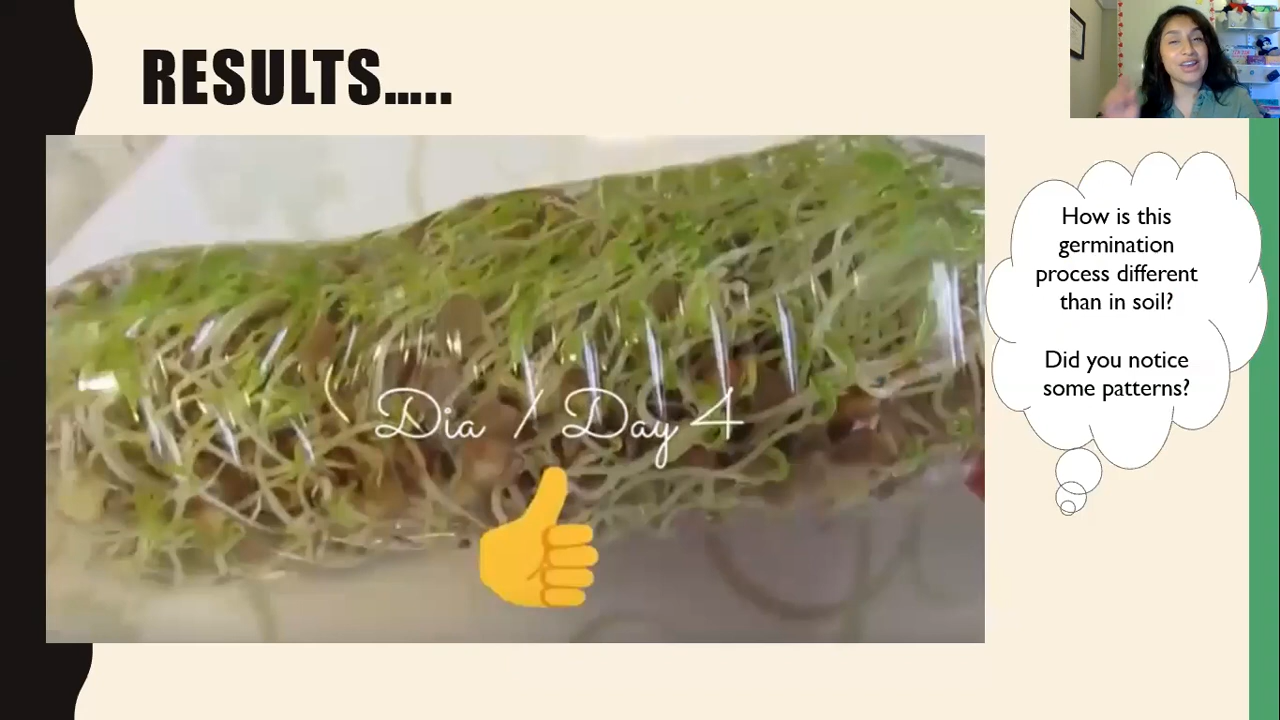 RESULTS.....
Dia / Day 4
How is this
germination
process different
than in soil?
Did you notice
some patterns?